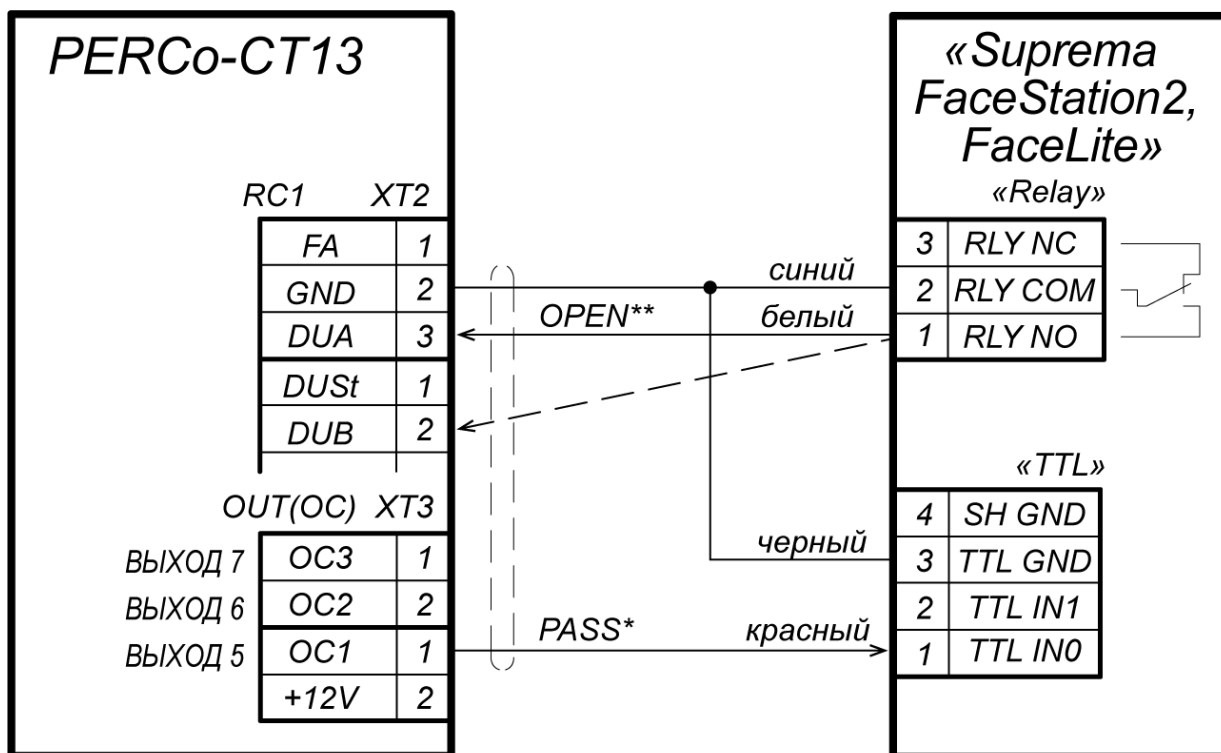 PERCo-CT13
RC1 XT2
FA 1
GND 2
DUA 3
DUSt 1
DUB 2
OUT(OC) XT3
ВЫХОД 7 OC3 1
ВЫХОД 6 OC2 2
ВЫХОД 5 OC1 1
+12V 2
синий
OPEN** белый
черный
PASS* красный
«Suprema
FaceStation2,
FaceLite»
«Relay»
3 RLY NC
2 RLY COM
1 RLY NO
«TTL»
4 SH GND
3 TTL GND
2 TTL IN1
1 TTL IN0